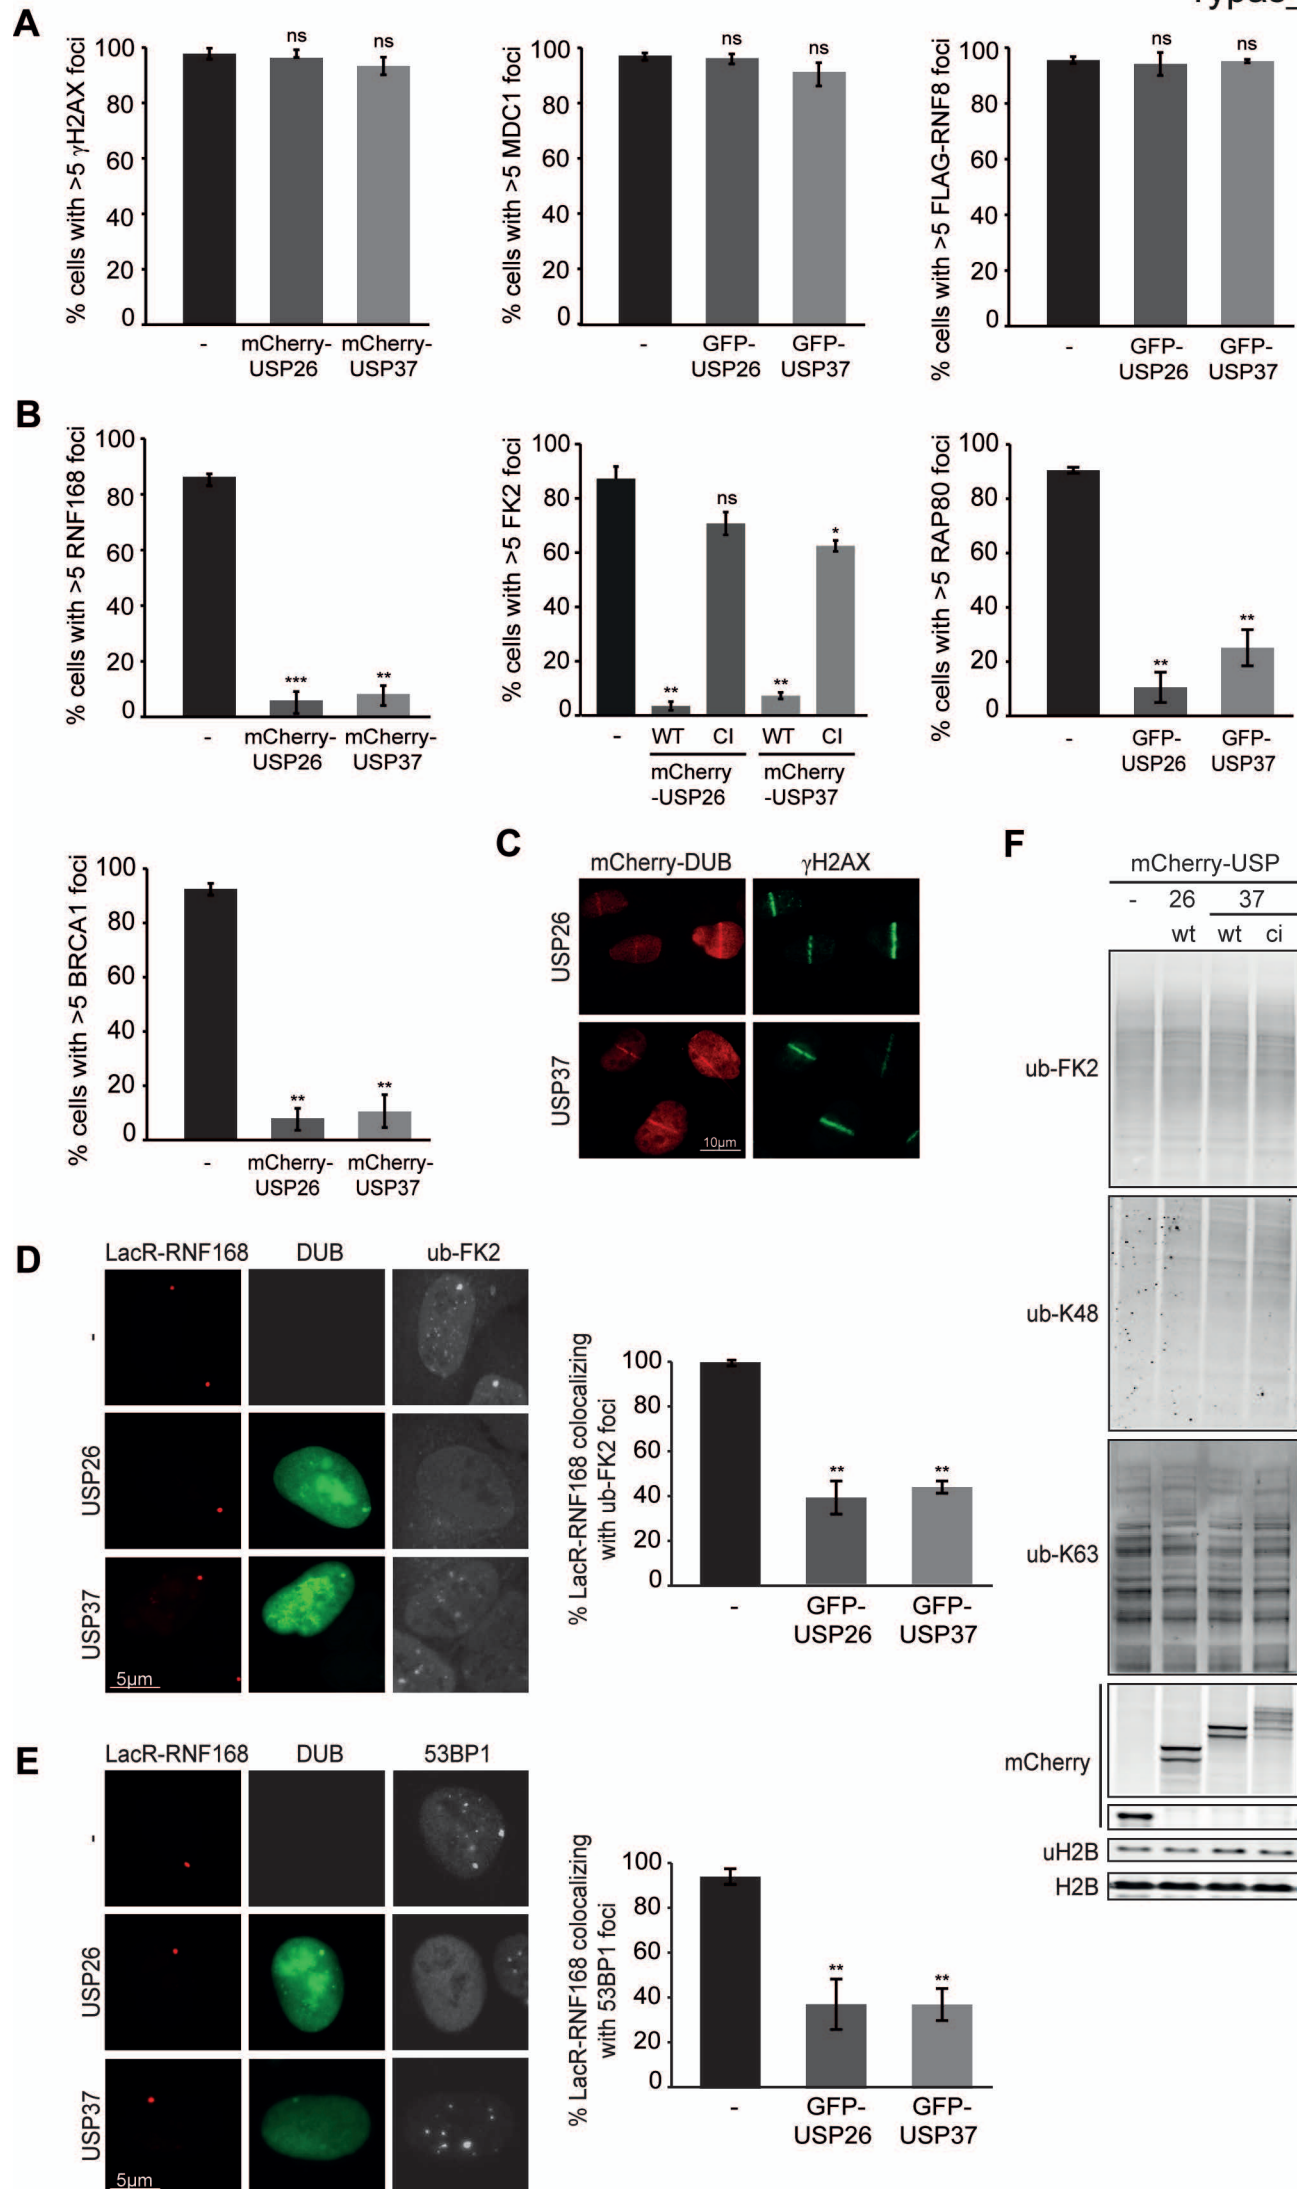 A
% cells with >5 γH2AX foci
100
80
60
40
20
0
ns
ns
-
mCherry-
USP26
mCherry-
USP37
% cells with >5 MDC1 foci
100
80
60
40
20
0
ns
ns
-
GFP-
USP26
GFP-
USP37
% cells with >5 FLAG-RNF8 foci
100
80
60
40
20
0
ns
ns
-
GFP-
USP26
GFP-
USP37
B
% cells with >5 RNF168 foci
100
80
60
40
20
0
***
**
-
mCherry-
USP26
mCherry-
USP37
% cells with >5 FK2 foci
100
80
60
40
20
0
**
ns
**
*
- WT CI WT CI
mCherry
-USP26
mCherry
-USP37
% cells with >5 RAP80 foci
100
80
60
40
20
0
**
**
-
GFP-
USP26
GFP-
USP37
% cells with >5 BRCA1 foci
100
80
60
40
20
0
**
**
-
mCherry-
USP26
mCherry-
USP37
C
mCherry-DUB γH2AX
USP26
USP37
10µm
D
LacR-RNF168 DUB ub-FK2
-
USP26
USP37
5µm
% LacR-RNF168 colocalizing
with ub-FK2 foci
100
80
60
40
20
0
**
**
-
GFP-
USP26
GFP-
USP37
E
LacR-RNF168 DUB 53BP1
-
USP26
USP37
5µm
% LacR-RNF168 colocalizing
with 53BP1 foci
100
80
60
40
20
0
**
**
-
GFP-
USP26
GFP-
USP37
F
mCherry-USP
- 26 37
wt wt ci
ub-FK2
ub-K48
ub-K63
mCherry
uH2B
H2B